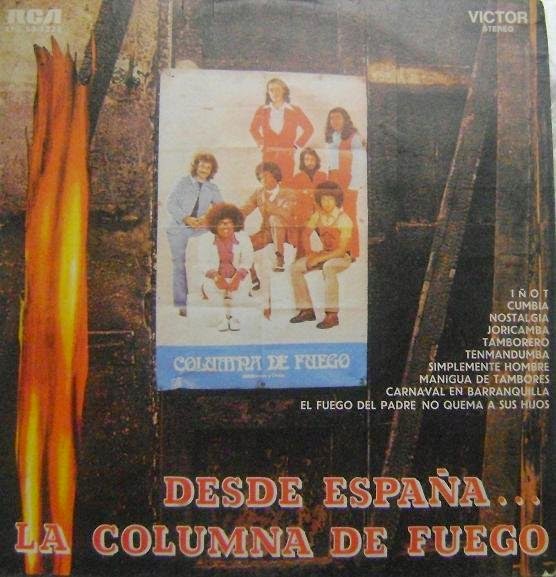 RCA
VICTOR
STEREO
COLUMNA DE FUEGO
I Ñ O T
CUMBIA
NOSTALGIA
JORICAMBA
TAMBORERO
TENMANDUMBA
SIMPLEMENTE HOMBRE
MANIGUA DE TAMBORES
CARNAVAL EN BARRANQUILLA
EL FUEGO DEL PADRE NO QUEMA A SUS HIJOS
DESDE ESPAÑA...
LA COLUMNA DE FUEGO